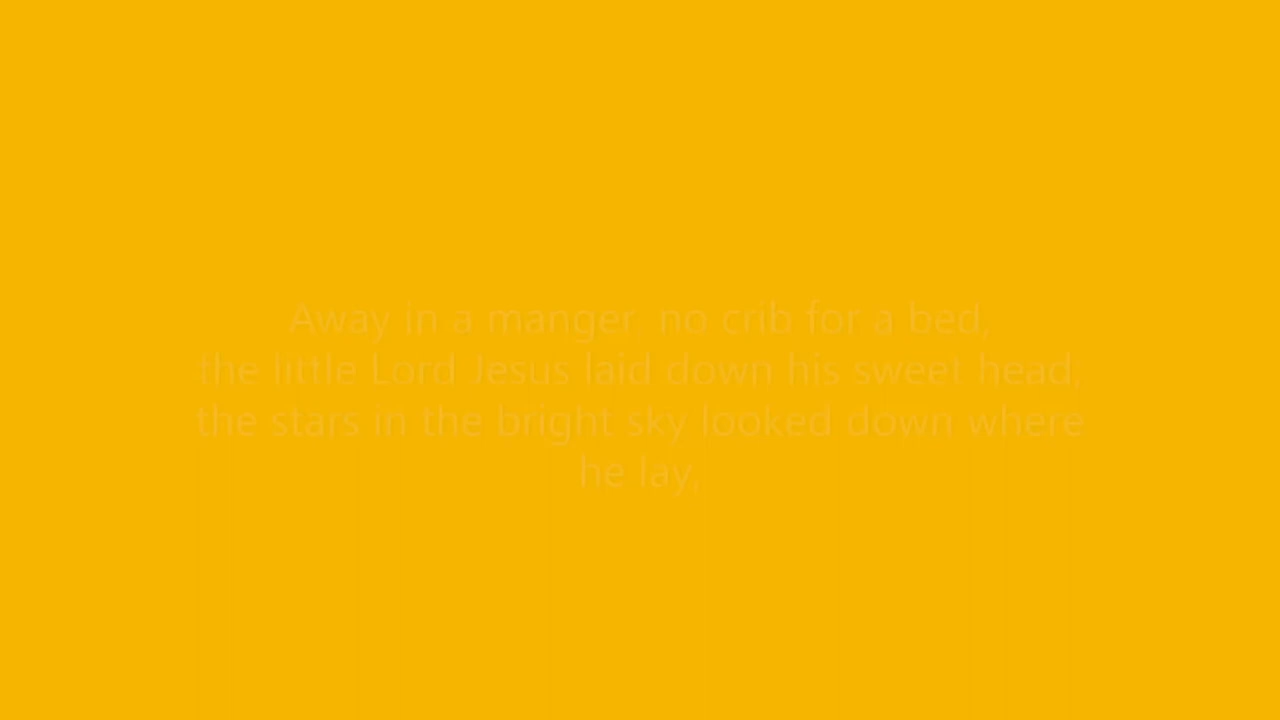 Away in a manger no crib for a bed,
the little Lord Jesus laid down his sweet head;
the stars in the bright sky looked down where
he lay,